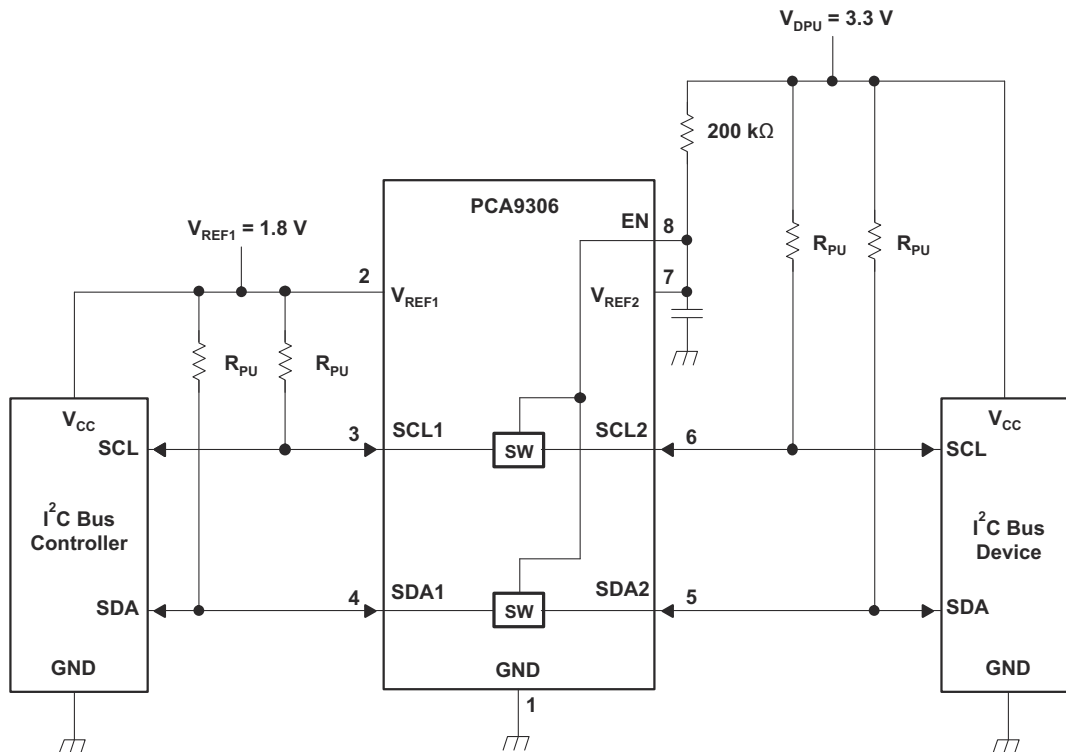 V_DPU = 3.3 V
200 kΩ
PCA9306
EN
8
V_REF1 = 1.8 V
R_PU
R_PU
2
7
V_REF1
V_REF2
R_PU
R_PU
V_CC
V_CC
SCL
3
SCL1
SW
SCL2
6
SCL
I²C Bus
Controller
I²C Bus
Device
SDA
4
SDA1
SW
SDA2
5
SDA
GND
GND
GND
1